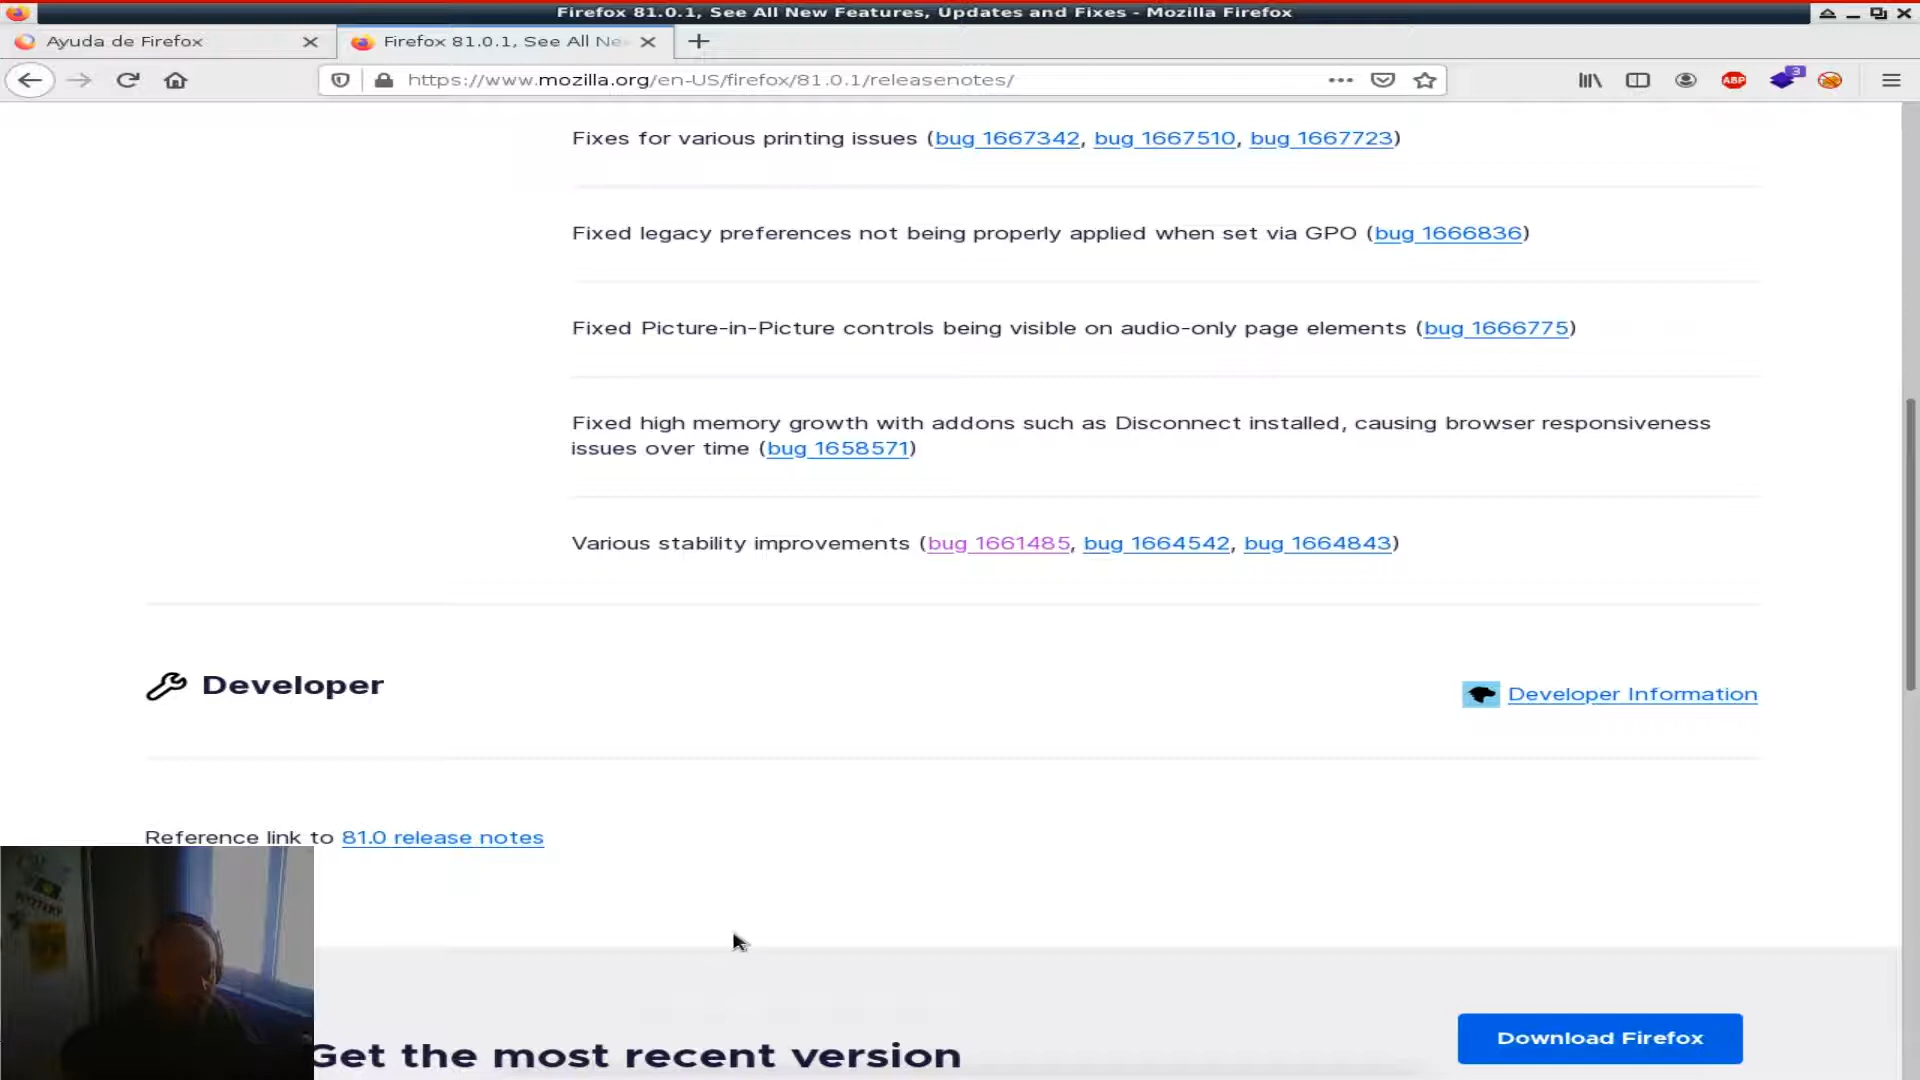 Firefox 81.0.1, See All New Features, Updates and Fixes - Mozilla Firefox
Ayuda de Firefox
Firefox 81.0.1, See All Ne
https://www.mozilla.org/en-US/firefox/81.0.1/releasenotes/
ABP
3
Fixes for various printing issues (bug 1667342, bug 1667510, bug 1667723)
Fixed legacy preferences not being properly applied when set via GPO (bug 1666836)
Fixed Picture-in-Picture controls being visible on audio-only page elements (bug 1666775)
Fixed high memory growth with addons such as Disconnect installed, causing browser responsiveness
issues over time (bug 1658571)
Various stability improvements (bug 1661485, bug 1664542, bug 1664843)
Developer
Developer Information
Reference link to 81.0 release notes
Get the most recent version
Download Firefox